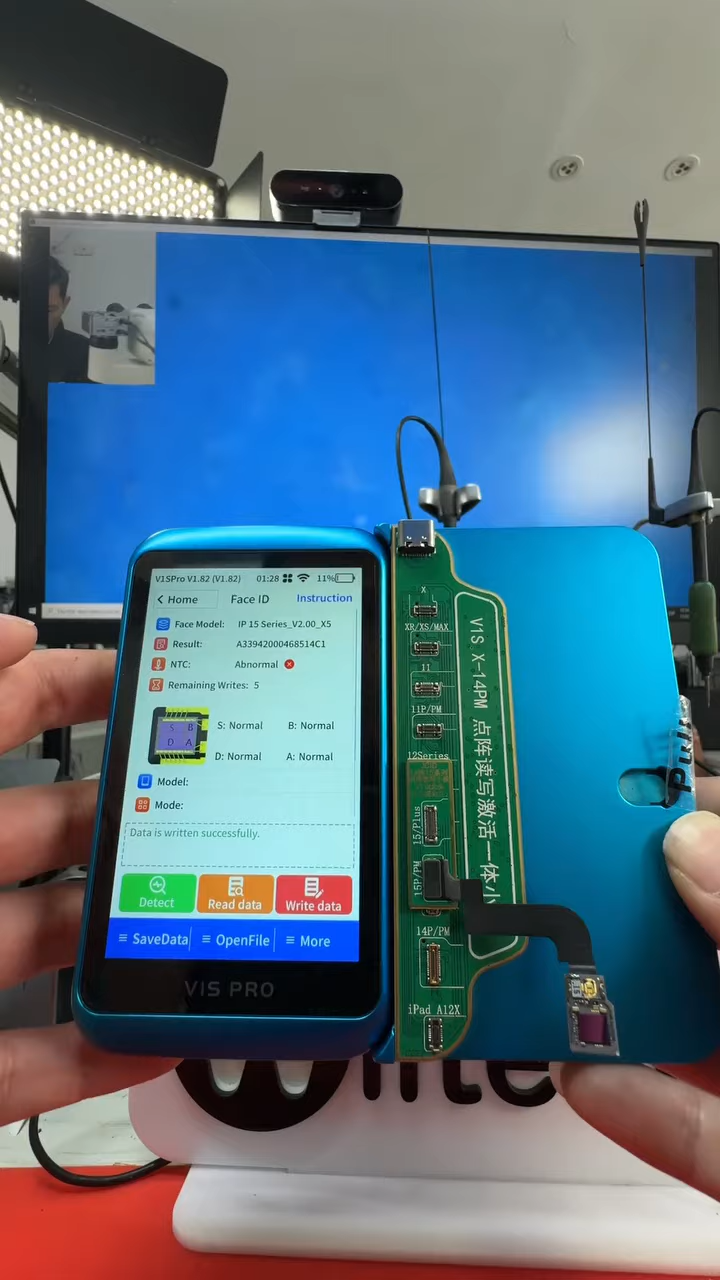 V1SPro V1.82 (V1.82) 01:28 11%
< Home Face ID Instruction
Face Model: IP 15 Series_V2.00_X5
Result: A33942000468514C1
NTC: Abnormal
Remaining Writes: 5
S B
D A
S: Normal B: Normal
D: Normal A: Normal
Model:
Mode:
Data is written successfully.
Detect Read data Write data
SaveData OpenFile More
VIS PRO
X
XR/XS/MAX
11
11P/PM
12Series
15/Plus
15P/PM
14P/PM
iPad A12X
V1S X-14PM 点阵读写激活一体小